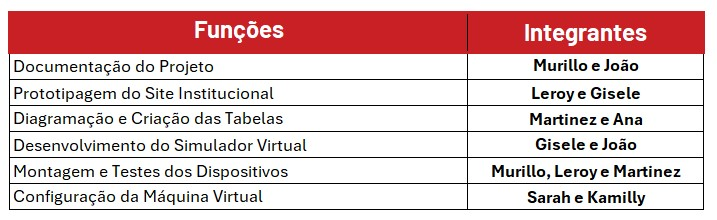 Funções Integrantes
Documentação do Projeto Murillo e João
Prototipagem do Site Institucional Leroy e Gisele
Diagramação e Criação das Tabelas Martinez e Ana
Desenvolvimento do Simulador Virtual Gisele e João
Montagem e Testes dos Dispositivos Murillo, Leroy e Martinez
Configuração da Máquina Virtual Sarah e Kamilly